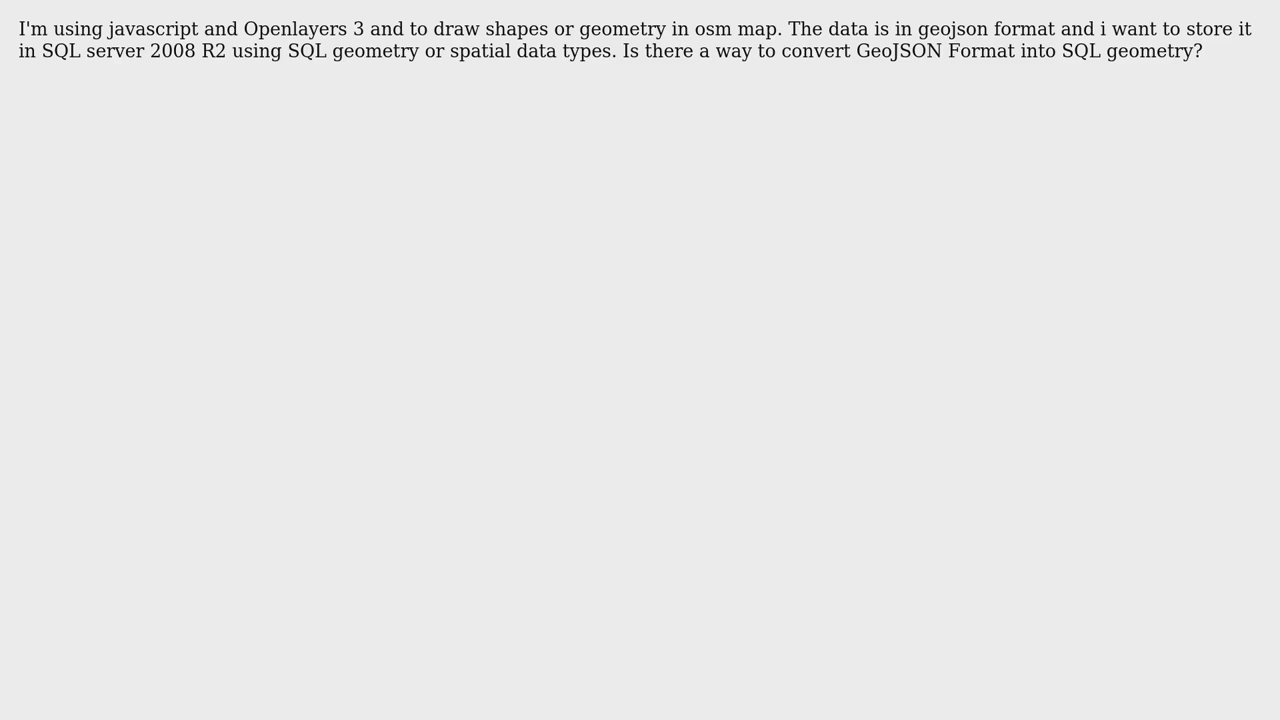 I'm using javascript and Openlayers 3 and to draw shapes or geometry in osm map. The data is in geojson format and i want to store it
in SQL server 2008 R2 using SQL geometry or spatial data types. Is there a way to convert GeoJSON Format into SQL geometry?